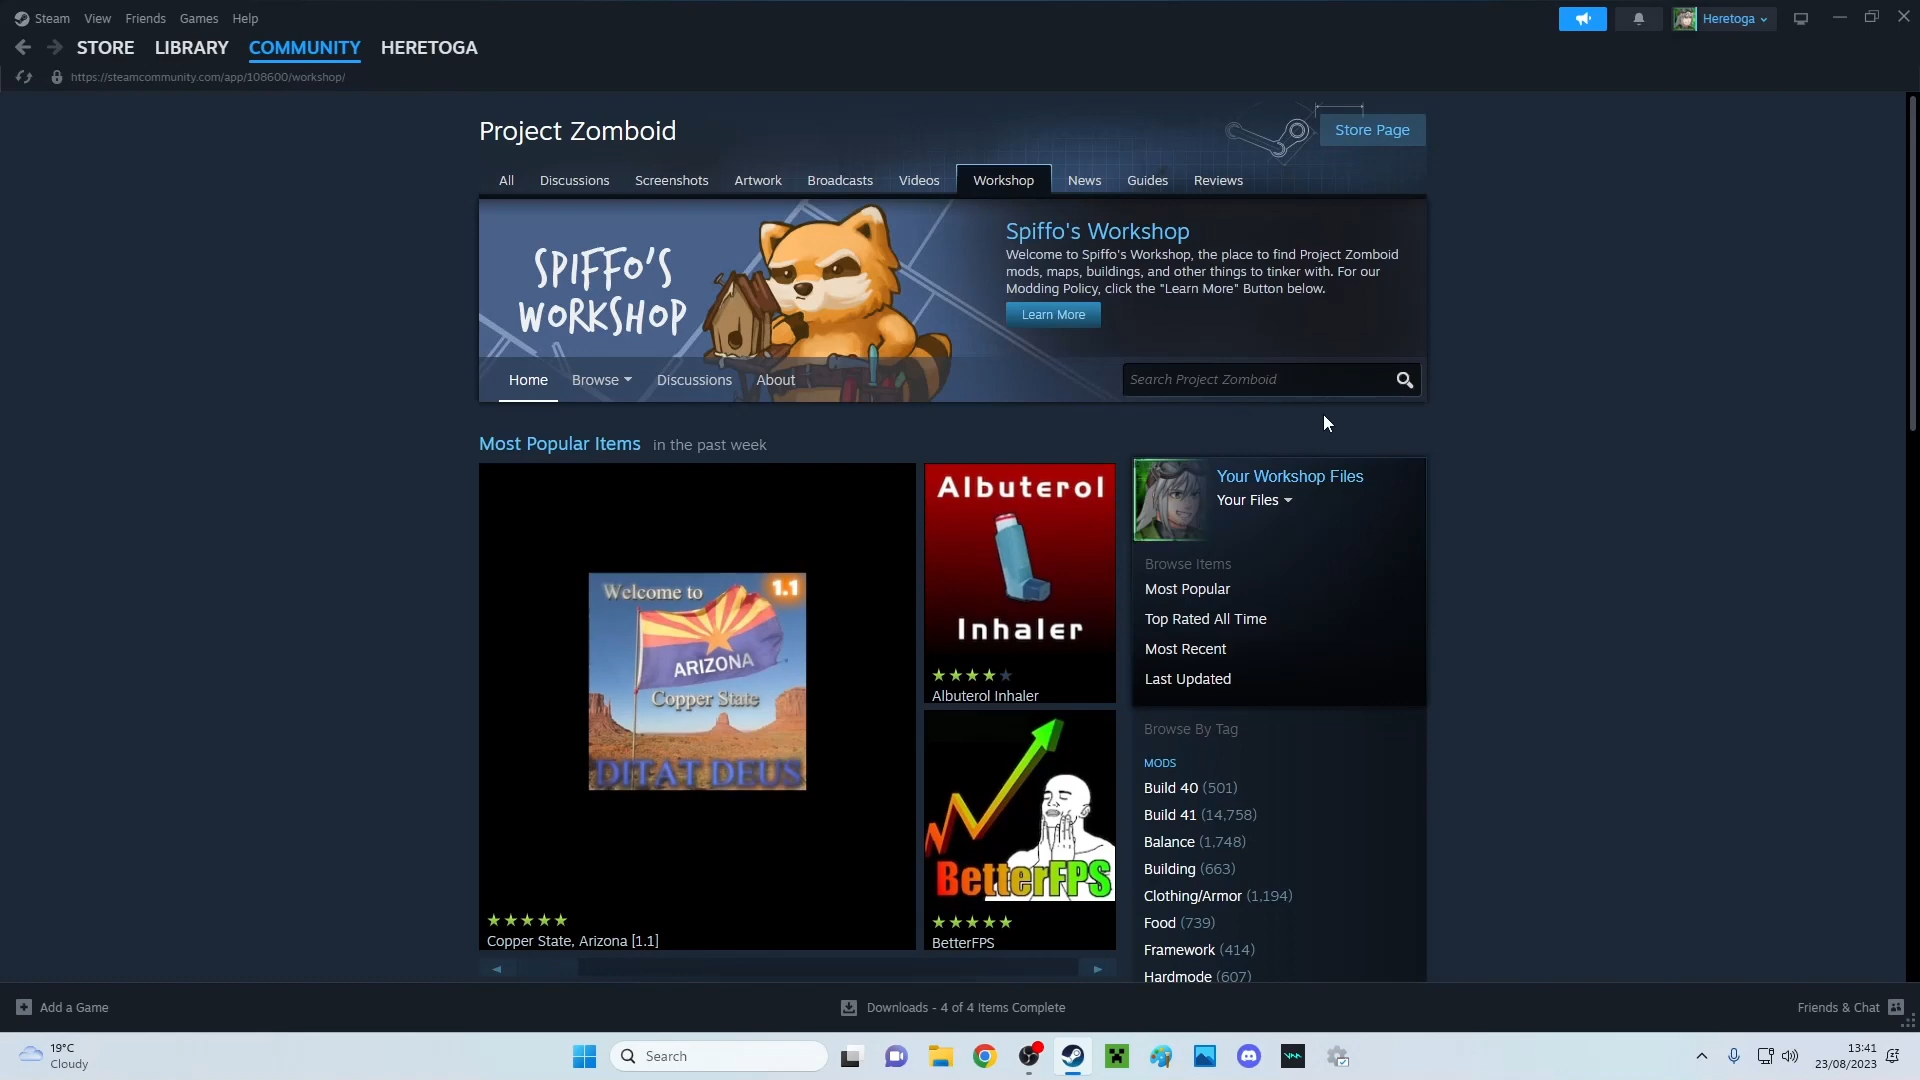 Steam View Friends Games Help
Heretoga
STORE LIBRARY COMMUNITY HERETOGA
https://steamcommunity.com/app/108600/workshop/
Project Zomboid
Store Page
All Discussions Screenshots Artwork Broadcasts Videos Workshop News Guides Reviews
SPIFFO'S
WORKSHOP
Spiffo's Workshop
Welcome to Spiffo's Workshop, the place to find Project Zomboid
mods, maps, buildings, and other things to tinker with. For our
Modding Policy, click the "Learn More" Button below.
Learn More
Home Browse Discussions About
Search Project Zomboid
Most Popular Items in the past week
Welcome to 1.1
ARIZONA
Copper State
DITAT DEUS
Copper State, Arizona [1.1]
Albuterol
Inhaler
Albuterol Inhaler
BetterFPS
BetterFPS
Your Workshop Files
Your Files
Browse Items
Most Popular
Top Rated All Time
Most Recent
Last Updated
Browse By Tag
MODS
Build 40 (501)
Build 41 (14,758)
Balance (1,748)
Building (663)
Clothing/Armor (1,194)
Food (739)
Framework (414)
Hardmode (607)
Add a Game
Downloads - 4 of 4 Items Complete
Friends & Chat
19°C
Cloudy
Search
13:41
23/08/2023